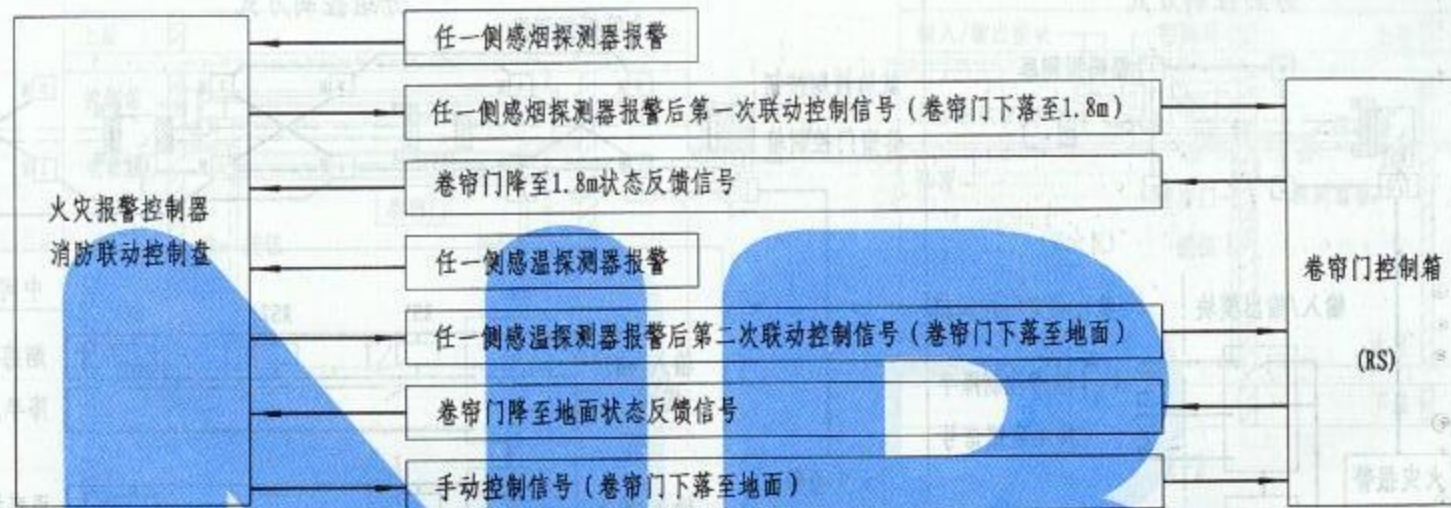 任一侧感烟探测器报警
任一侧感烟探测器报警后第一次联动控制信号（卷帘门下落至1.8m）
卷帘门降至1.8m状态反馈信号
火灾报警控制器
消防联动控制盘
任一侧感温探测器报警
卷帘门控制箱
(RS)
任一侧感温探测器报警后第二次联动控制信号（卷帘门下落至地面）
卷帘门降至地面状态反馈信号
手动控制信号（卷帘门下落至地面）